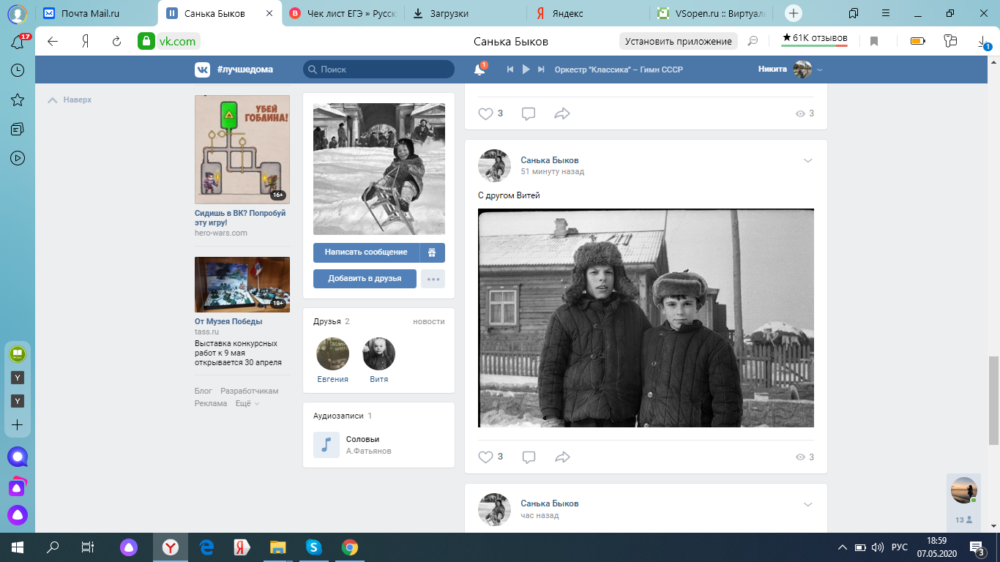 Почта Mail.ru
Санька Быков
Чек лист ЕГЭ » Русск
Загрузки
Яндекс
VSopen.ru :: Виртуаль
17
vk.com
Санька Быков
Установить приложение
★61K отзывов
1
#лучшедома
Поиск
1
Оркестр "Классика" – Гимн СССР
Никита
Наверх
УБЕЙ
ГОБЛИНА!
16+
Сидишь в ВК? Попробуй
эту игру!
hero-wars.com
18+
От Музея Победы
tass.ru
Выставка конкурсных
работ к 9 мая
открывается 30 апреля
Блог Разработчикам
Реклама Ещё
Написать сообщение
Добавить в друзья
Друзья 2
новости
Евгения
Витя
Аудиозаписи 1
Соловьи
А.Фатьянов
3
3
Санька Быков
51 минуту назад
С другом Витей
3
3
Санька Быков
час назад
13
РУС
18:59
07.05.2020
3